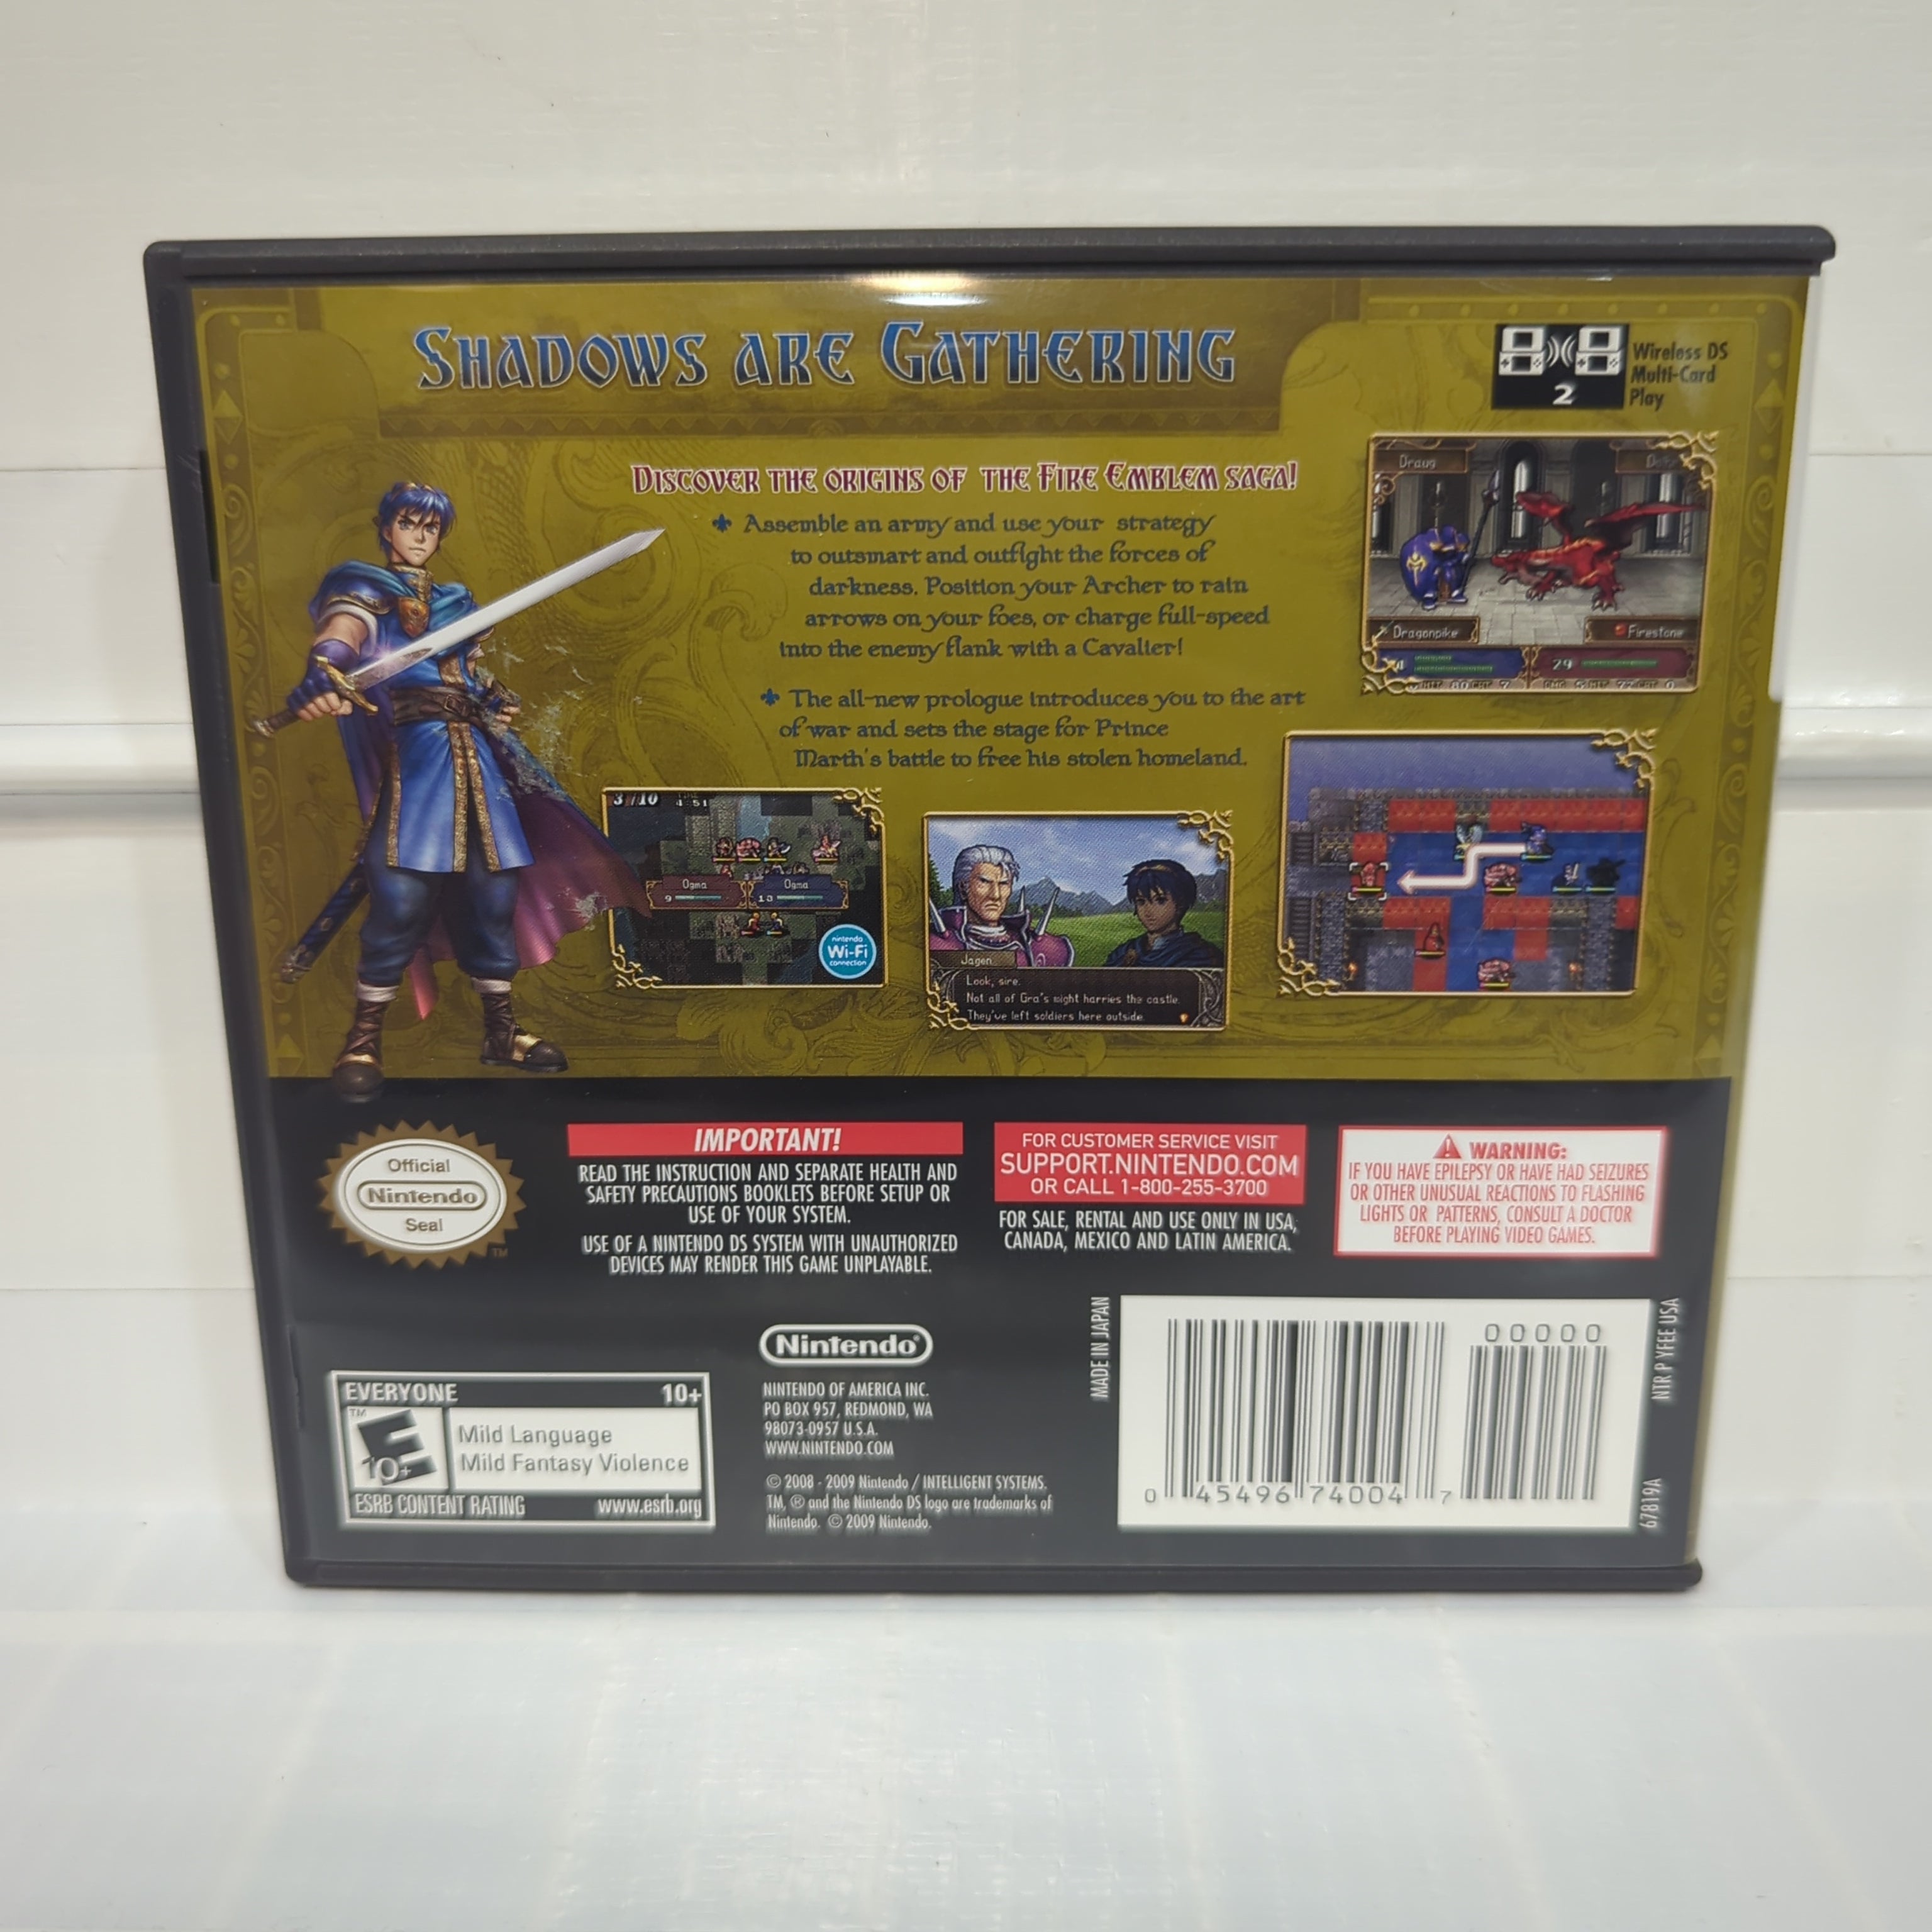 SHADOWS ARE GATHERING
Wireless DS
Multi-Card
Play
2
DISCOVER THE ORIGINS OF THE FIRE EMBLEM SAGA!
Assemble an army and use your strategy
to outsmart and outfight the forces of
darkness. Position your Archer to rain
arrows on your foes, or charge full-speed
into the enemy flank with a Cavalier!
The all-new prologue introduces you to the art
of war and sets the stage for Prince
Marth's battle to free his stolen homeland.
Draug
Dragonpike
Firestone
29
3/10
4:51
Ogma
Ogma
9
10
nintendo
Wi-Fi
connection
Jagen
Look, sire.
Not all of Gra's might harries the castle.
They've left soldiers here outside.
Official
Nintendo
Seal
TM
IMPORTANT!
READ THE INSTRUCTION AND SEPARATE HEALTH AND
SAFETY PRECAUTIONS BOOKLETS BEFORE SETUP OR
USE OF YOUR SYSTEM.
USE OF A NINTENDO DS SYSTEM WITH UNAUTHORIZED
DEVICES MAY RENDER THIS GAME UNPLAYABLE.
FOR CUSTOMER SERVICE VISIT
SUPPORT.NINTENDO.COM
OR CALL 1-800-255-3700
FOR SALE, RENTAL AND USE ONLY IN USA,
CANADA, MEXICO AND LATIN AMERICA.
WARNING:
IF YOU HAVE EPILEPSY OR HAVE HAD SEIZURES
OR OTHER UNUSUAL REACTIONS TO FLASHING
LIGHTS OR PATTERNS, CONSULT A DOCTOR
BEFORE PLAYING VIDEO GAMES.
EVERYONE 10+
TM
E
10+
Mild Language
Mild Fantasy Violence
ESRB CONTENT RATING www.esrb.org
Nintendo®
NINTENDO OF AMERICA INC.
PO BOX 957, REDMOND, WA
98073-0957 U.S.A.
WWW.NINTENDO.COM
© 2008 - 2009 Nintendo / INTELLIGENT SYSTEMS.
TM, ® and the Nintendo DS logo are trademarks of
Nintendo. © 2009 Nintendo.
MADE IN JAPAN
00000
0 45496 74004 7
NTR P YFEE USA
67819A